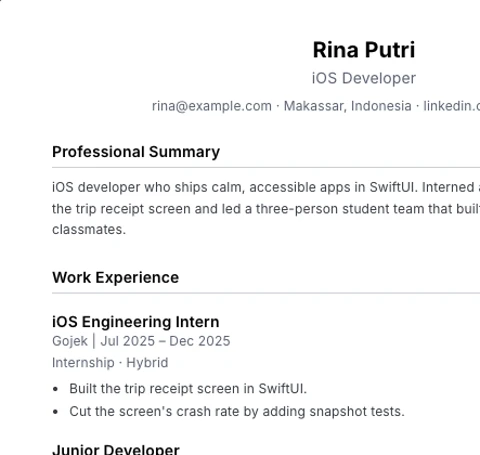 Rina Putri
iOS Developer
rina@example.com · Makassar, Indonesia ·
Professional Summary
iOS developer who ships calm, accessible apps in SwiftUI. Interned
the trip receipt screen and led a three-person student team that
classmates.
Work Experience
iOS Engineering Intern
Gojek | Jul 2025 – Dec 2025
Internship · Hybrid
• Built the trip receipt screen in SwiftUI.
• Cut the screen's crash rate by adding snapshot tests.
Junior Developer